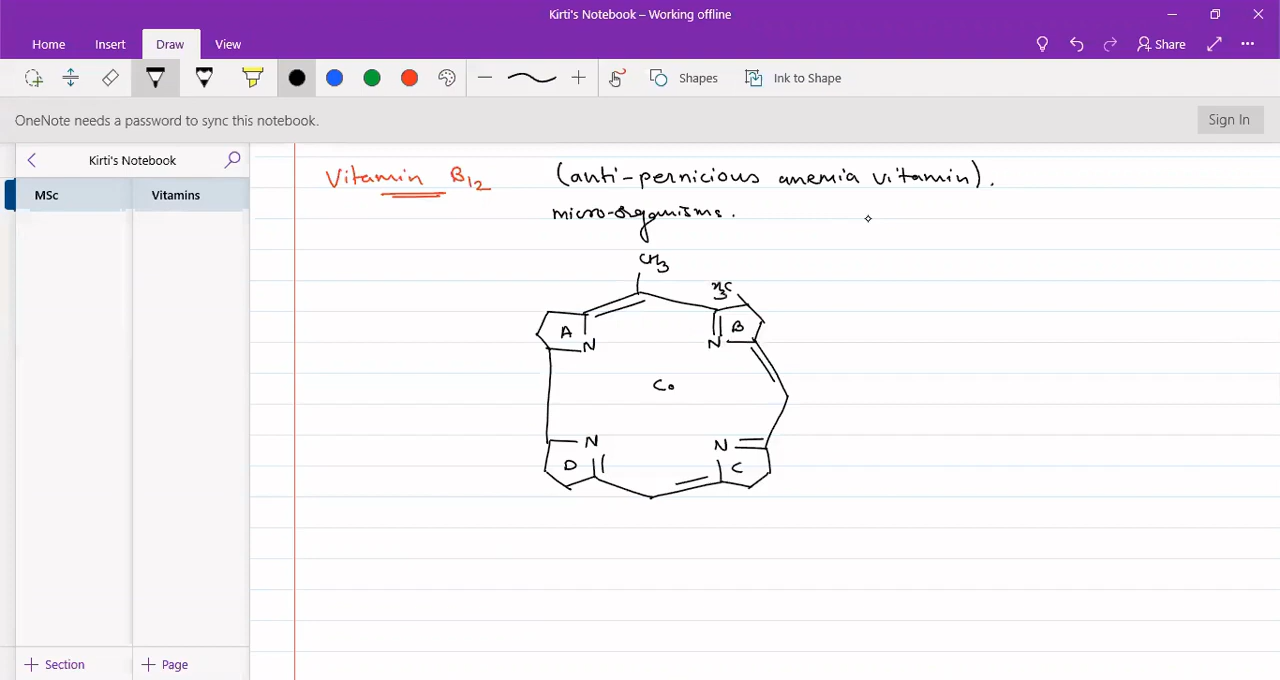 Kirti's Notebook – Working offline
Home Insert Draw View Share
Shapes Ink to Shape
OneNote needs a password to sync this notebook. Sign In
Kirti's Notebook
MSc Vitamins
Vitamin B12 (anti-pernicious anemia vitamin).
micro-organisms.
CH3
H3C
A B
N N
Co
N N
D C
Section Page